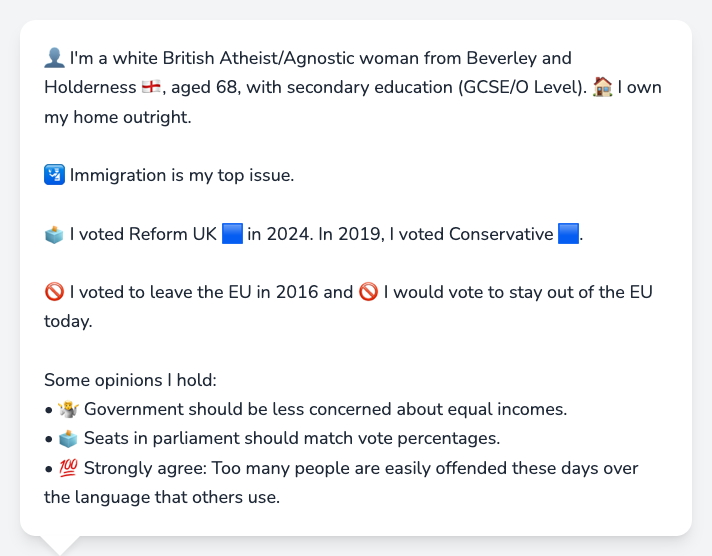 👤 I'm a white British Atheist/Agnostic woman from Beverley and
Holderness 🏴󠁧󠁢󠁥󠁮󠁧󠁿, aged 68, with secondary education (GCSE/O Level). 🏠 I own
my home outright.
🛂 Immigration is my top issue.
🗳️ I voted Reform UK 🟦 in 2024. In 2019, I voted Conservative 🟦.
🚫 I voted to leave the EU in 2016 and 🚫 I would vote to stay out of the EU
today.
Some opinions I hold:
• 🤷 Government should be less concerned about equal incomes.
• 🗳️ Seats in parliament should match vote percentages.
• 💯 Strongly agree: Too many people are easily offended these days over
the language that others use.